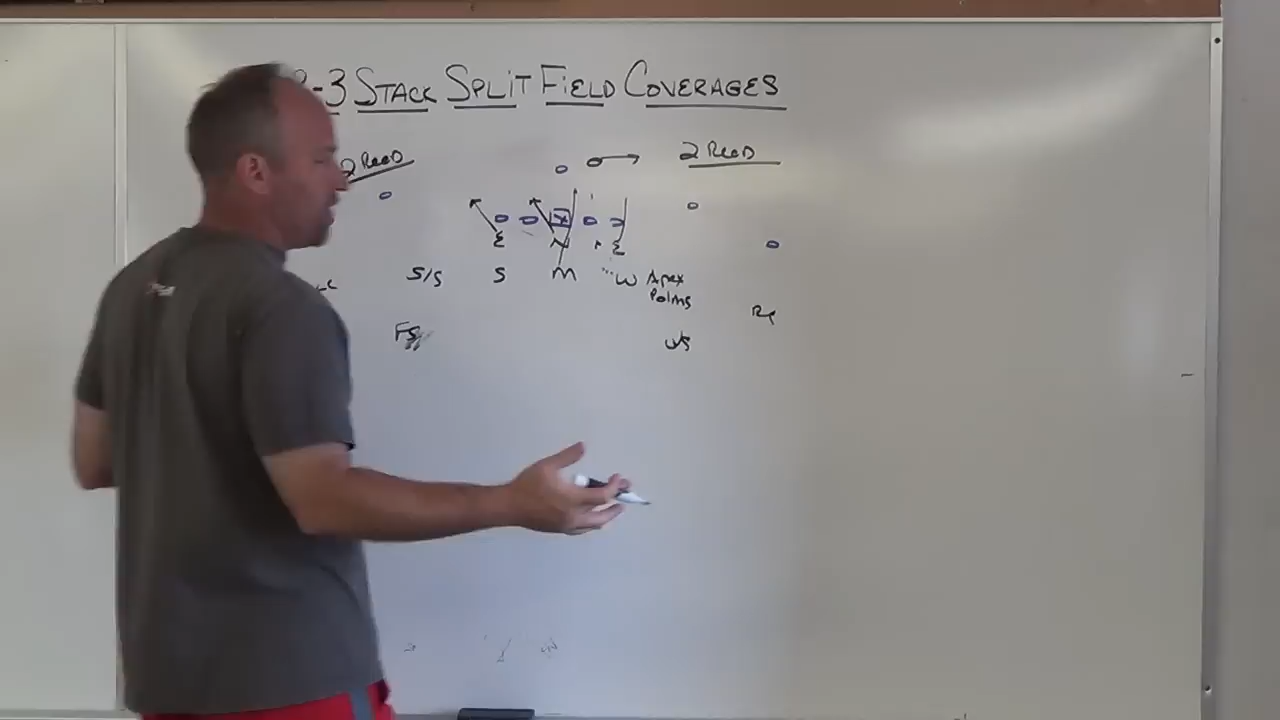 -3 STACK SPLIT FIELD COVERAGES
2 READ
2 READ
E N E
S/S S M W APEX
PALMS
FS WS